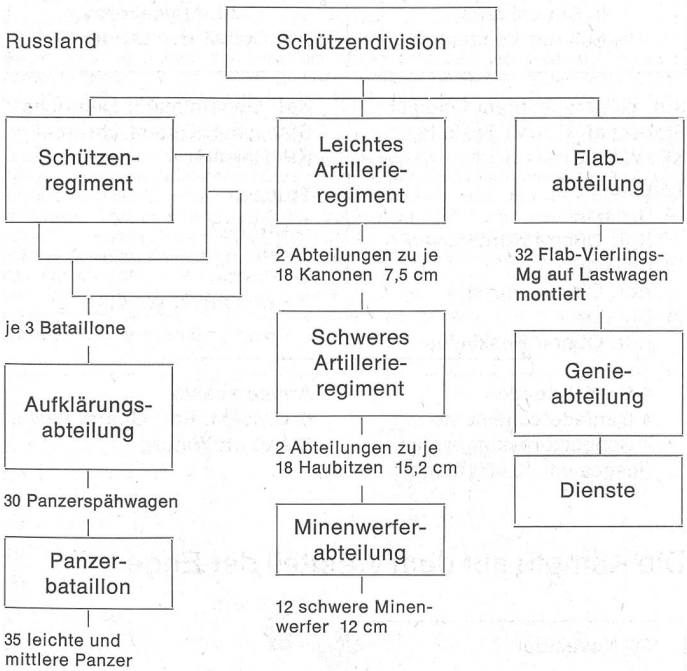 Russland
Schützendivision
Schützen-
regiment
je 3 Bataillone
Aufklärungs-
abteilung
30 Panzerspähwagen
Panzer-
bataillon
35 leichte und
mittlere Panzer
Leichtes
Artillerie-
regiment
2 Abteilungen zu je
18 Kanonen 7,5 cm
Schweres
Artillerie-
regiment
2 Abteilungen zu je
18 Haubitzen 15,2 cm
Minenwerfer-
abteilung
12 schwere Minen-
werfer 12 cm
Flab-
abteilung
32 Flab-Vierlings-
Mg auf Lastwagen
montiert
Genie-
abteilung
Dienste